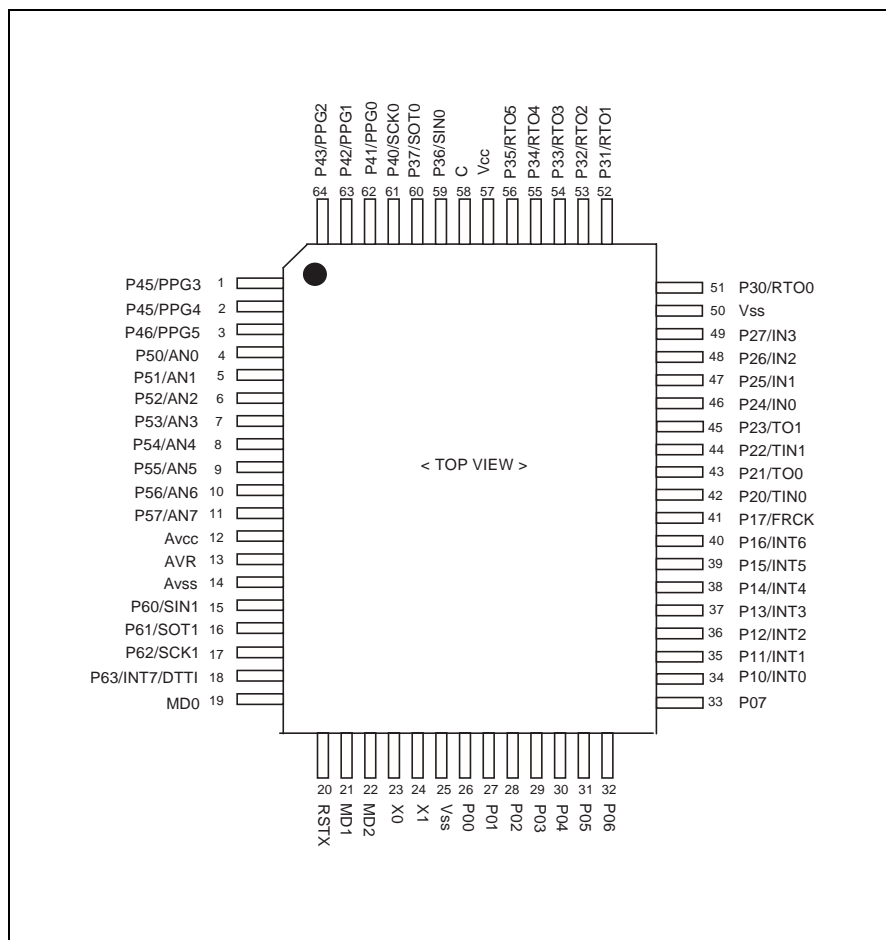 P43/PPG2
P42/PPG1
P41/PPG0
P40/SCK0
P37/SOT0
P36/SIN0
C
Vcc
P35/RTO5
P34/RTO4
P33/RTO3
P32/RTO2
P31/RTO1
64 63 62 61 60 59 58 57 56 55 54 53 52
P45/PPG3 1
P45/PPG4 2
P46/PPG5 3
P50/AN0 4
P51/AN1 5
P52/AN2 6
P53/AN3 7
P54/AN4 8
P55/AN5 9
P56/AN6 10
P57/AN7 11
Avcc 12
AVR 13
Avss 14
P60/SIN1 15
P61/SOT1 16
P62/SCK1 17
P63/INT7/DTTI 18
MD0 19
< TOP VIEW >
51 P30/RTO0
50 Vss
49 P27/IN3
48 P26/IN2
47 P25/IN1
46 P24/IN0
45 P23/TO1
44 P22/TIN1
43 P21/TO0
42 P20/TIN0
41 P17/FRCK
40 P16/INT6
39 P15/INT5
38 P14/INT4
37 P13/INT3
36 P12/INT2
35 P11/INT1
34 P10/INT0
33 P07
20 21 22 23 24 25 26 27 28 29 30 31 32
RSTX
MD1
MD2
X0
X1
Vss
P00
P01
P02
P03
P04
P05
P06